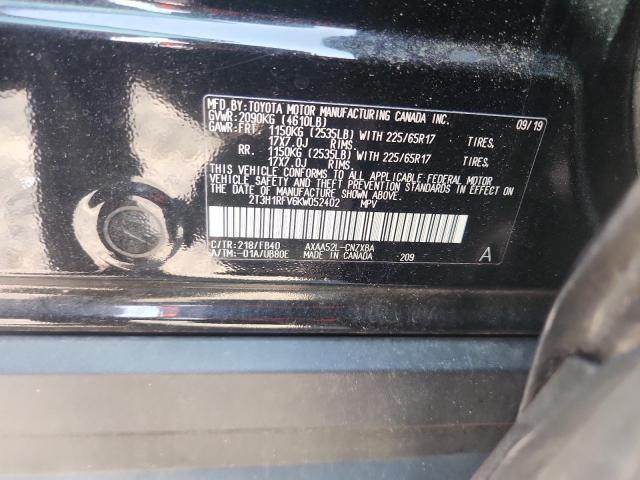 MFD. BY: TOYOTA MOTOR MANUFACTURING CANADA INC.
GVWR: 2090KG (4610LB) 09/19
GAWR: FRT 1150KG (2535LB) WITH 225/65R17 TIRES,
17X7.0J RIMS
RR. 1150KG (2535LB) WITH 225/65R17 TIRES,
17X7.0J RIMS
THIS VEHICLE CONFORMS TO ALL APPLICABLE FEDERAL MOTOR
VEHICLE SAFETY AND THEFT PREVENTION STANDARDS IN EFFECT ON
THE DATE OF MANUFACTURE SHOWN ABOVE.
2T3H1RFV6KW052402 MPV
C/TR: 218/FB40 AXAA52L-CNZXBA
A/TM: -01A/UB80E MADE IN CANADA 209 A